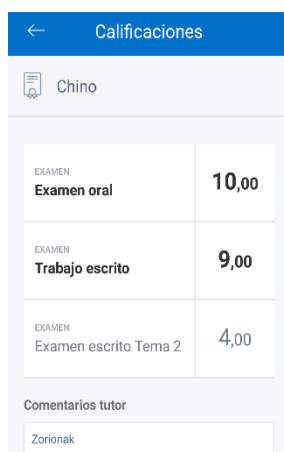 Calificaciones
Chino
EXAMEN
Examen oral
10,00
EXAMEN
Trabajo escrito
9,00
EXAMEN
Examen escrito Tema 2
4,00
Comentarios tutor
Zorionak